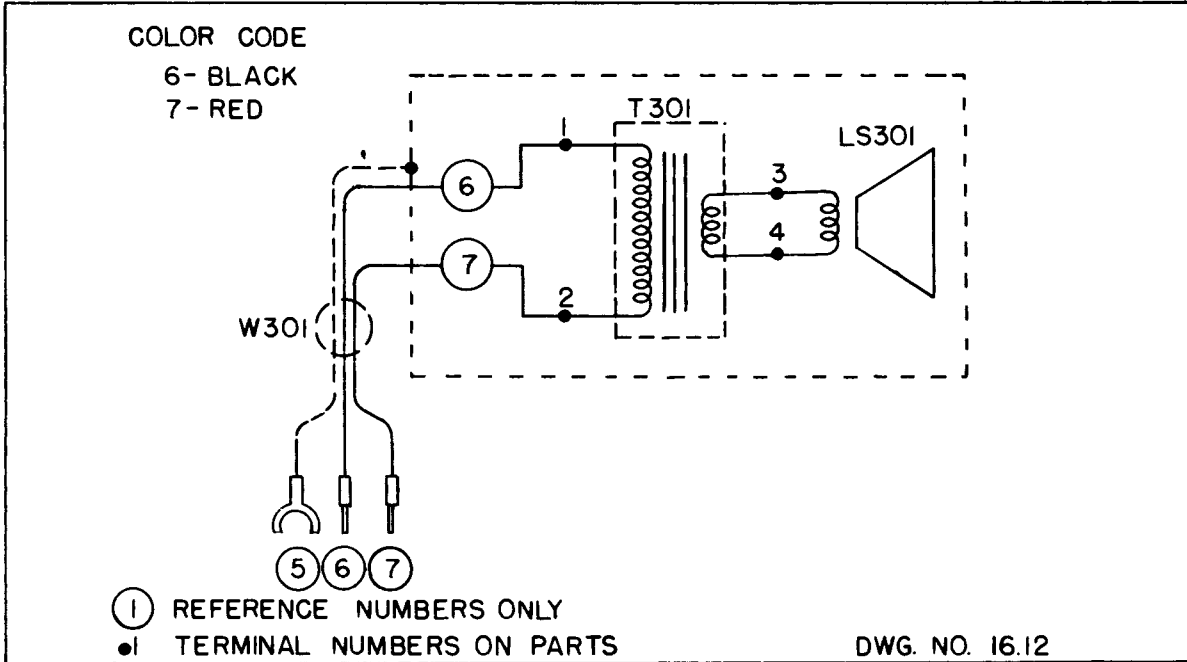 COLOR CODE
6- BLACK
7- RED
T301
LS301
1
6
3
4
7
2
W301
5 6 7
1 REFERENCE NUMBERS ONLY
•1 TERMINAL NUMBERS ON PARTS
DWG. NO. 16.12